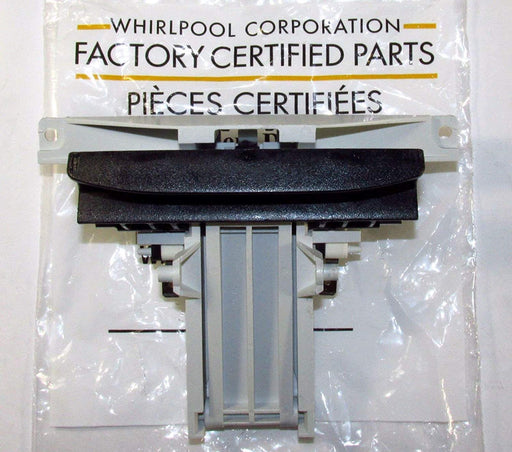 WHIRLPOOL CORPORATION
FACTORY CERTIFIED PARTS
PIÈCES CERTIFIÉES